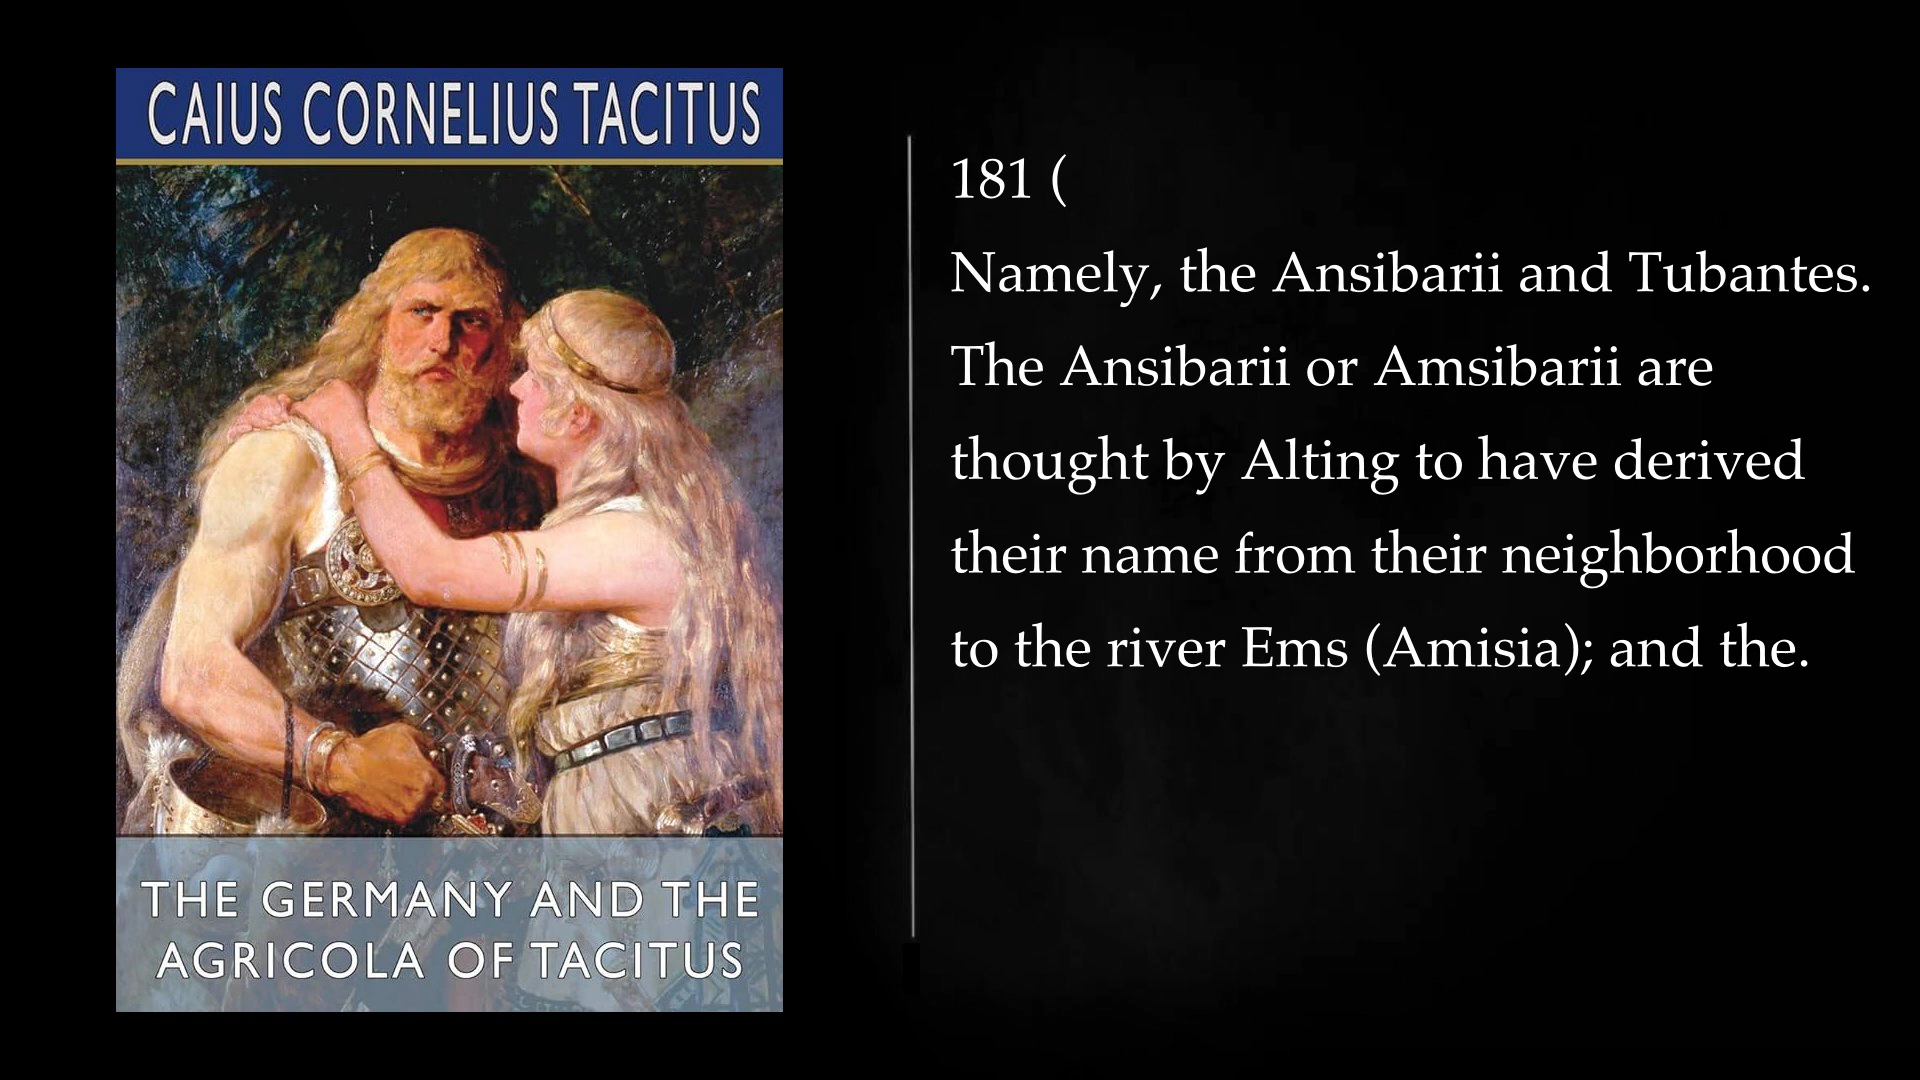 CAIUS CORNELIUS TACITUS
THE GERMANY AND THE
AGRICOLA OF TACITUS
181 (
Namely, the Ansibarii and Tubantes.
The Ansibarii or Amsibarii are
thought by Alting to have derived
their name from their neighborhood
to the river Ems (Amisia); and the.